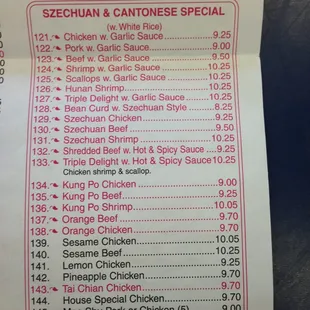 SZECHUAN & CANTONESE SPECIAL
(w. White Rice)
121. Chicken w. Garlic Sauce 9.25
122. Pork w. Garlic Sauce 9.00
123. Beef w. Garlic Sauce 9.50
124. Shrimp w. Garlic Sauce 10.25
125. Scallops w. Garlic Sauce 10.25
126. Hunan Shrimp 10.25
127. Triple Delight w. Garlic Sauce 10.25
128. Bean Curd w. Szechuan Style 8.25
129. Szechuan Chicken 9.25
130. Szechuan Beef 9.50
131. Szechuan Shrimp 10.25
132. Shredded Beef w. Hot & Spicy Sauce 9.25
133. Triple Delight w. Hot & Spicy Sauce 10.25
Chicken shrimp & scallop.
134. Kung Po Chicken 9.00
135. Kung Po Beef 9.25
136. Kung Po Shrimp 10.05
137. Orange Beef 9.70
138. Orange Chicken 9.70
139. Sesame Chicken 10.05
140. Sesame Beef 10.25
141. Lemon Chicken 9.25
142. Pineapple Chicken 9.70
143. Tai Chian Chicken 9.70
144. House Special Chicken 9.70